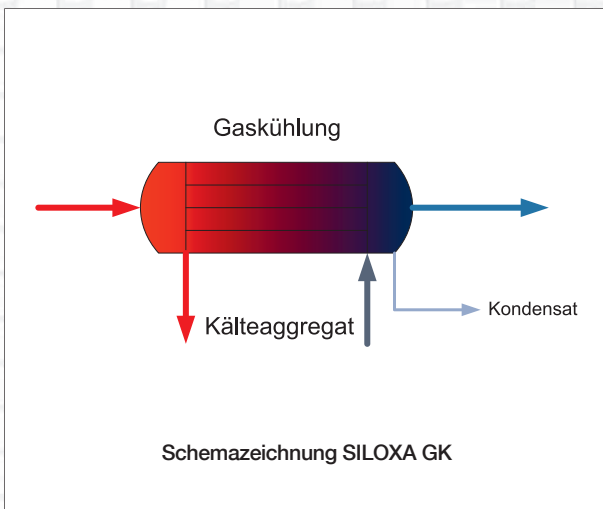 Gaskühlung
Kälteaggregat
Kondensat
Schemazeichnung SILOXA GK